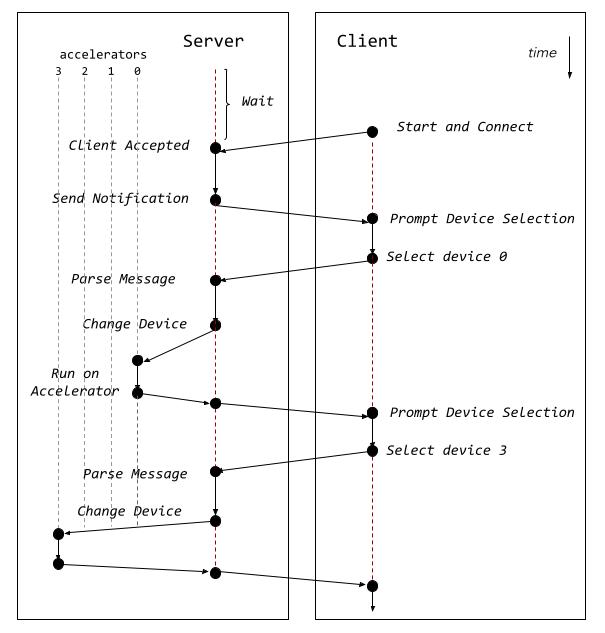 Server
Client
accelerators
3 2 1 0
time
Wait
Start and Connect
Client Accepted
Send Notification
Prompt Device Selection
Select device 0
Parse Message
Change Device
Run on
Accelerator
Prompt Device Selection
Select device 3
Parse Message
Change Device